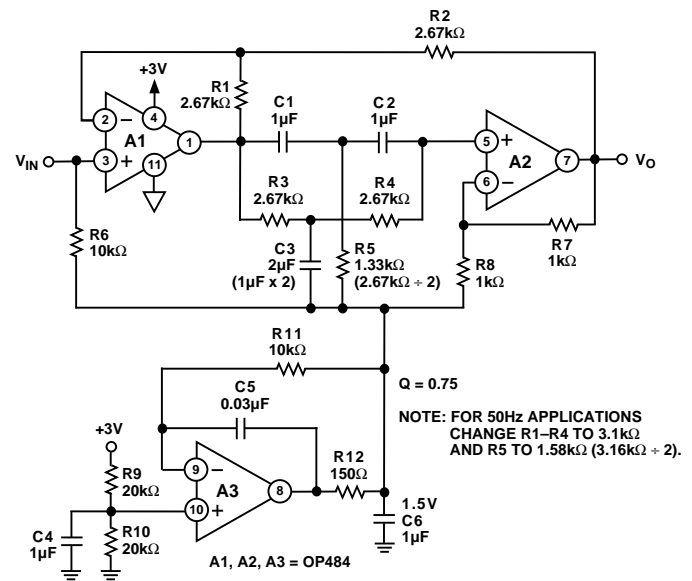 R2
2.67kΩ
+3V
R1
2.67kΩ
C1
1µF
C2
1µF
2
−
4
A1
1
11
3
+
VIN
5
+
A2
7
6
−
VO
R3
2.67kΩ
R4
2.67kΩ
R6
10kΩ
C3
2µF
(1µF x 2)
R5
1.33kΩ
(2.67kΩ ÷ 2)
R8
1kΩ
R7
1kΩ
R11
10kΩ
C5
0.03µF
Q = 0.75
NOTE: FOR 50Hz APPLICATIONS
CHANGE R1–R4 TO 3.1kΩ
AND R5 TO 1.58kΩ (3.16kΩ ÷ 2).
+3V
R9
20kΩ
9
−
A3
8
10
+
R12
150Ω
C4
1µF
R10
20kΩ
1.5V
C6
1µF
A1, A2, A3 = OP484